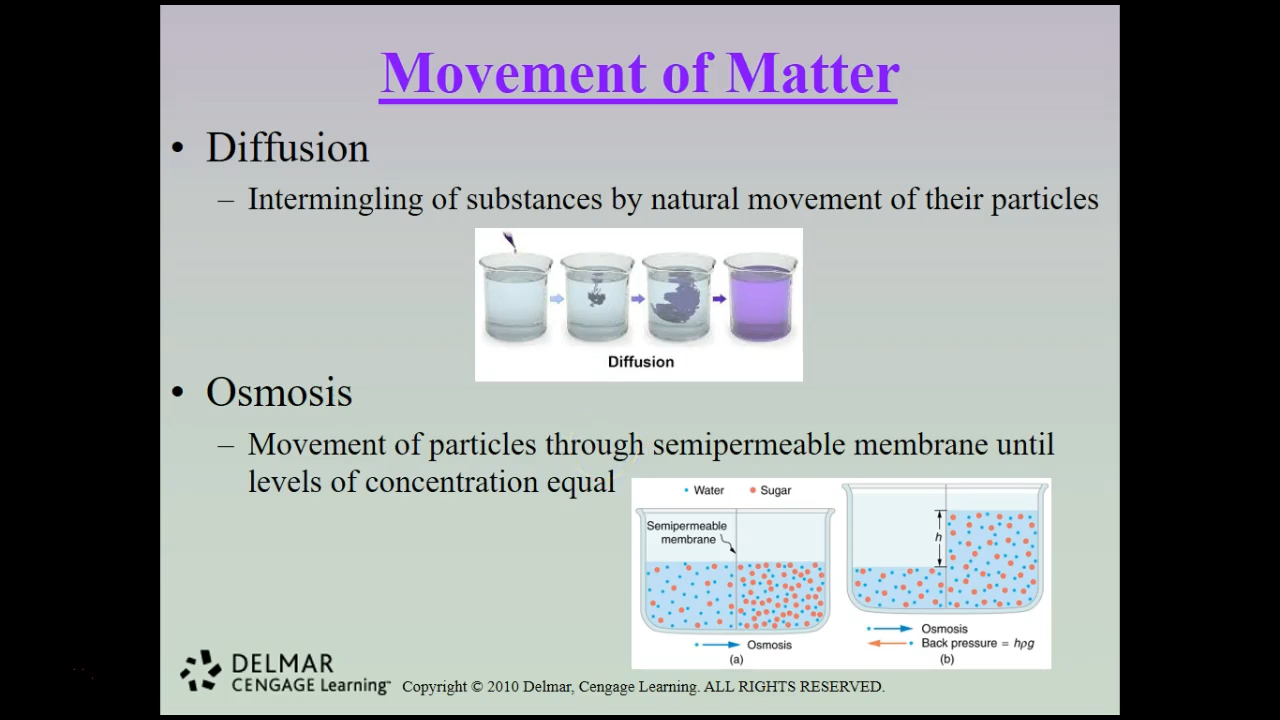 Movement of Matter
• Diffusion
– Intermingling of substances by natural movement of their particles
Diffusion
• Osmosis
– Movement of particles through semipermeable membrane until
levels of concentration equal
Water Sugar
Semipermeable
membrane
h
Osmosis
(a)
Osmosis
Back pressure = hρg
(b)
DELMAR
CENGAGE Learning™
Copyright © 2010 Delmar, Cengage Learning. ALL RIGHTS RESERVED.